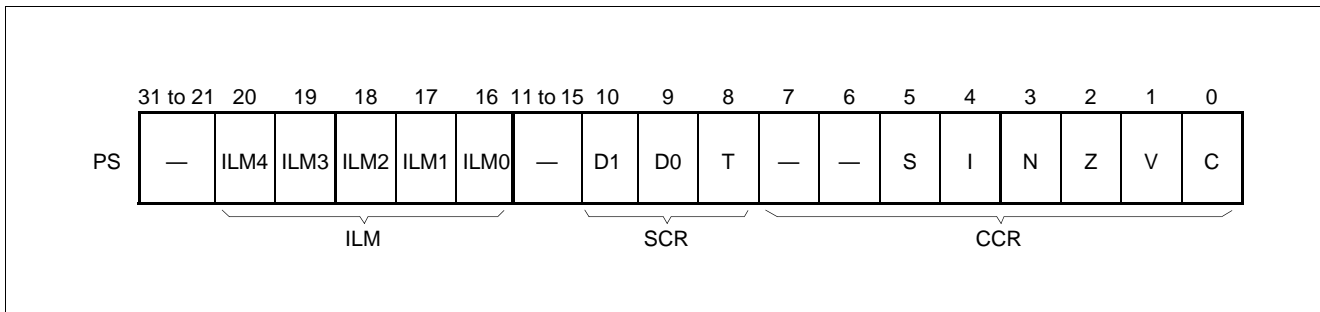 31 to 21 20 19 18 17 16 11 to 15 10 9 8 7 6 5 4 3 2 1 0
PS — ILM4 ILM3 ILM2 ILM1 ILM0 — D1 D0 T — — S I N Z V C
ILM SCR CCR